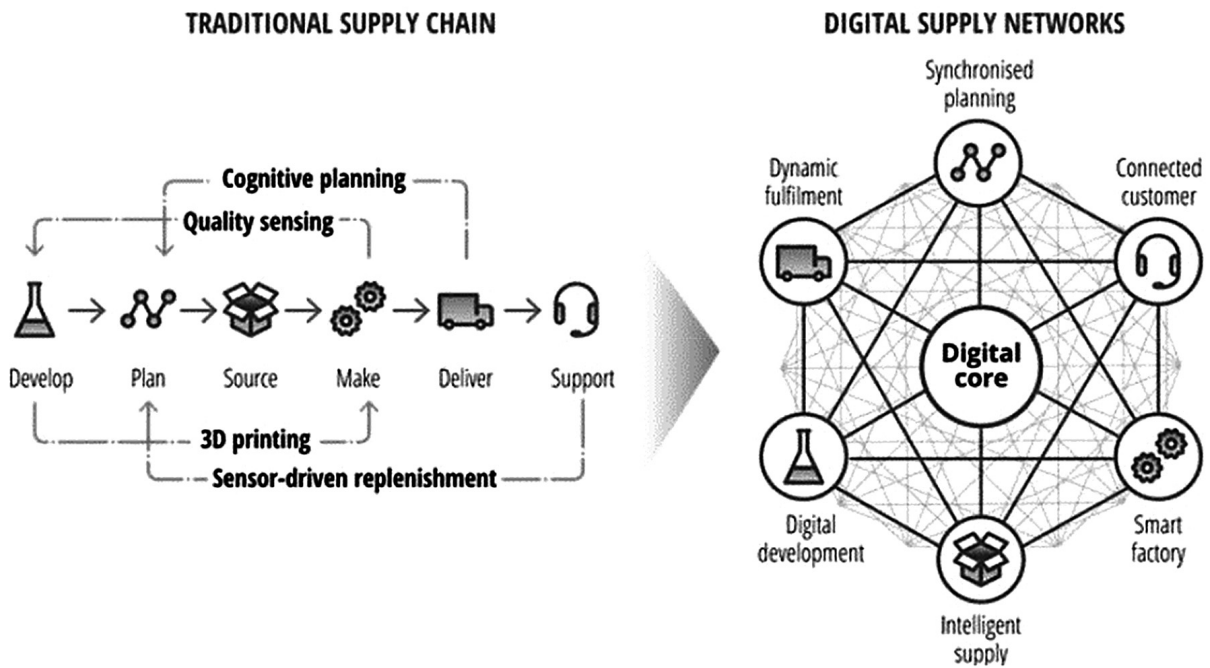 TRADITIONAL SUPPLY CHAIN
Cognitive planning
Quality sensing
Develop
Plan
Source
Make
Deliver
Support
3D printing
Sensor-driven replenishment
DIGITAL SUPPLY NETWORKS
Synchronised
planning
Dynamic
fulfilment
Connected
customer
Digital
core
Digital
development
Smart
factory
Intelligent
supply